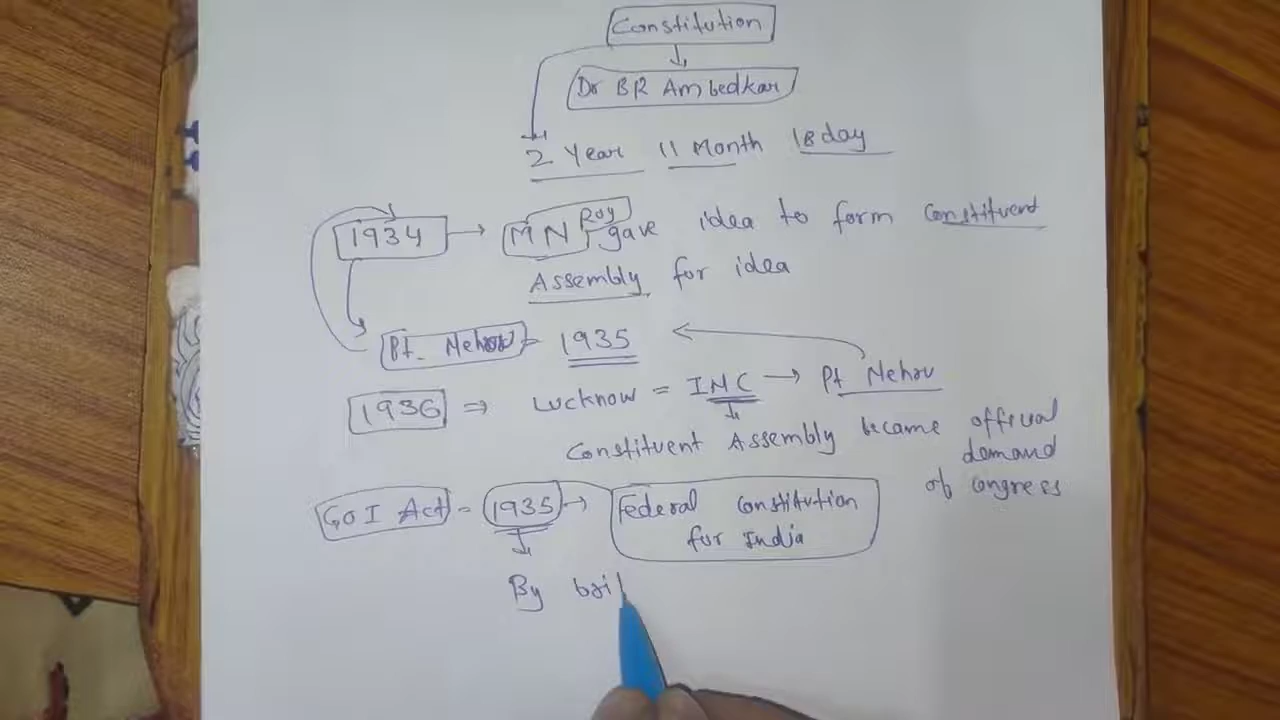 Constitution
Dr BR Ambedkar
2 Year 11 Month 18 day
1934 → MN Roy gave idea to form Constituent
Assembly for idea
Pt. Nehru = 1935
1936 ⇒ Lucknow = INC → Pt Nehru
Constituent Assembly became offical
demand
of congress
GOI Act = 1935 → Federal Constitution
for India
By brit